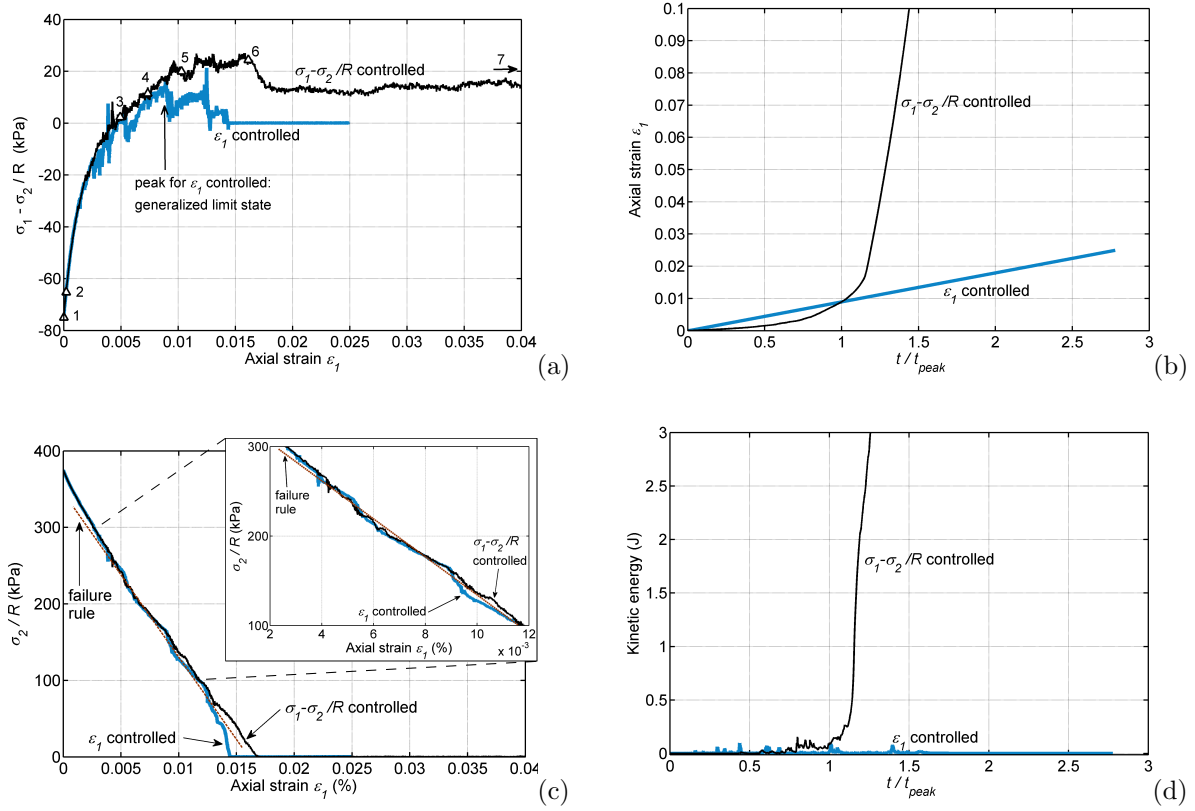 40
20
0
-20
-40
-60
-80
σ1 - σ2 / R (kPa)
1
2
3
4
5
6
7
σ1-σ2 /R controlled
ε1 controlled
peak for ε1 controlled:
generalized limit state
0 0.005 0.01 0.015 0.02 0.025 0.03 0.035 0.04
Axial strain ε1
(a)
0.1
0.09
0.08
0.07
0.06
0.05
0.04
0.03
0.02
0.01
0
Axial strain ε1
σ1-σ2 /R controlled
ε1 controlled
0 0.5 1 1.5 2 2.5 3
t / tpeak
(b)
400
300
200
100
0
σ2 / R (kPa)
failure
rule
300
200
100
σ2 / R (kPa)
failure
rule
σ1-σ2/R
controlled
ε1 controlled
2 4 6 8 10 12
Axial strain ε1 (%)
x 10-3
σ1-σ2 /R controlled
ε1 controlled
0 0.005 0.01 0.015 0.02 0.025 0.03 0.035 0.04
Axial strain ε1 (%)
(c)
3
2.5
2
1.5
1
0.5
0
Kinetic energy (J)
σ1-σ2 /R controlled
ε1 controlled
0 0.5 1 1.5 2 2.5 3
t / tpeak
(d)